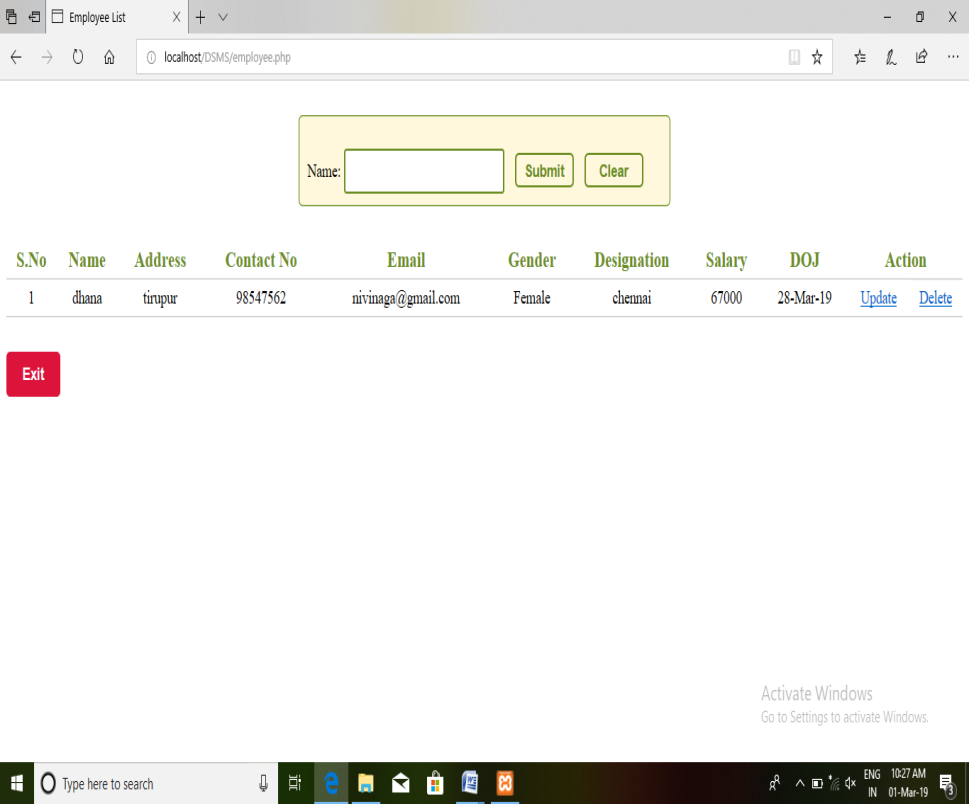 Employee List
localhost/DSMS/employee.php
Name: Submit Clear
S.No Name Address Contact No Email Gender Designation Salary DOJ Action
1 dhana tirupur 98547562 nivinaga@gmail.com Female chennai 67000 28-Mar-19 Update Delete
Exit
Activate Windows
Go to Settings to activate Windows.
Type here to search
ENG 10:27 AM
IN 01-Mar-19
3